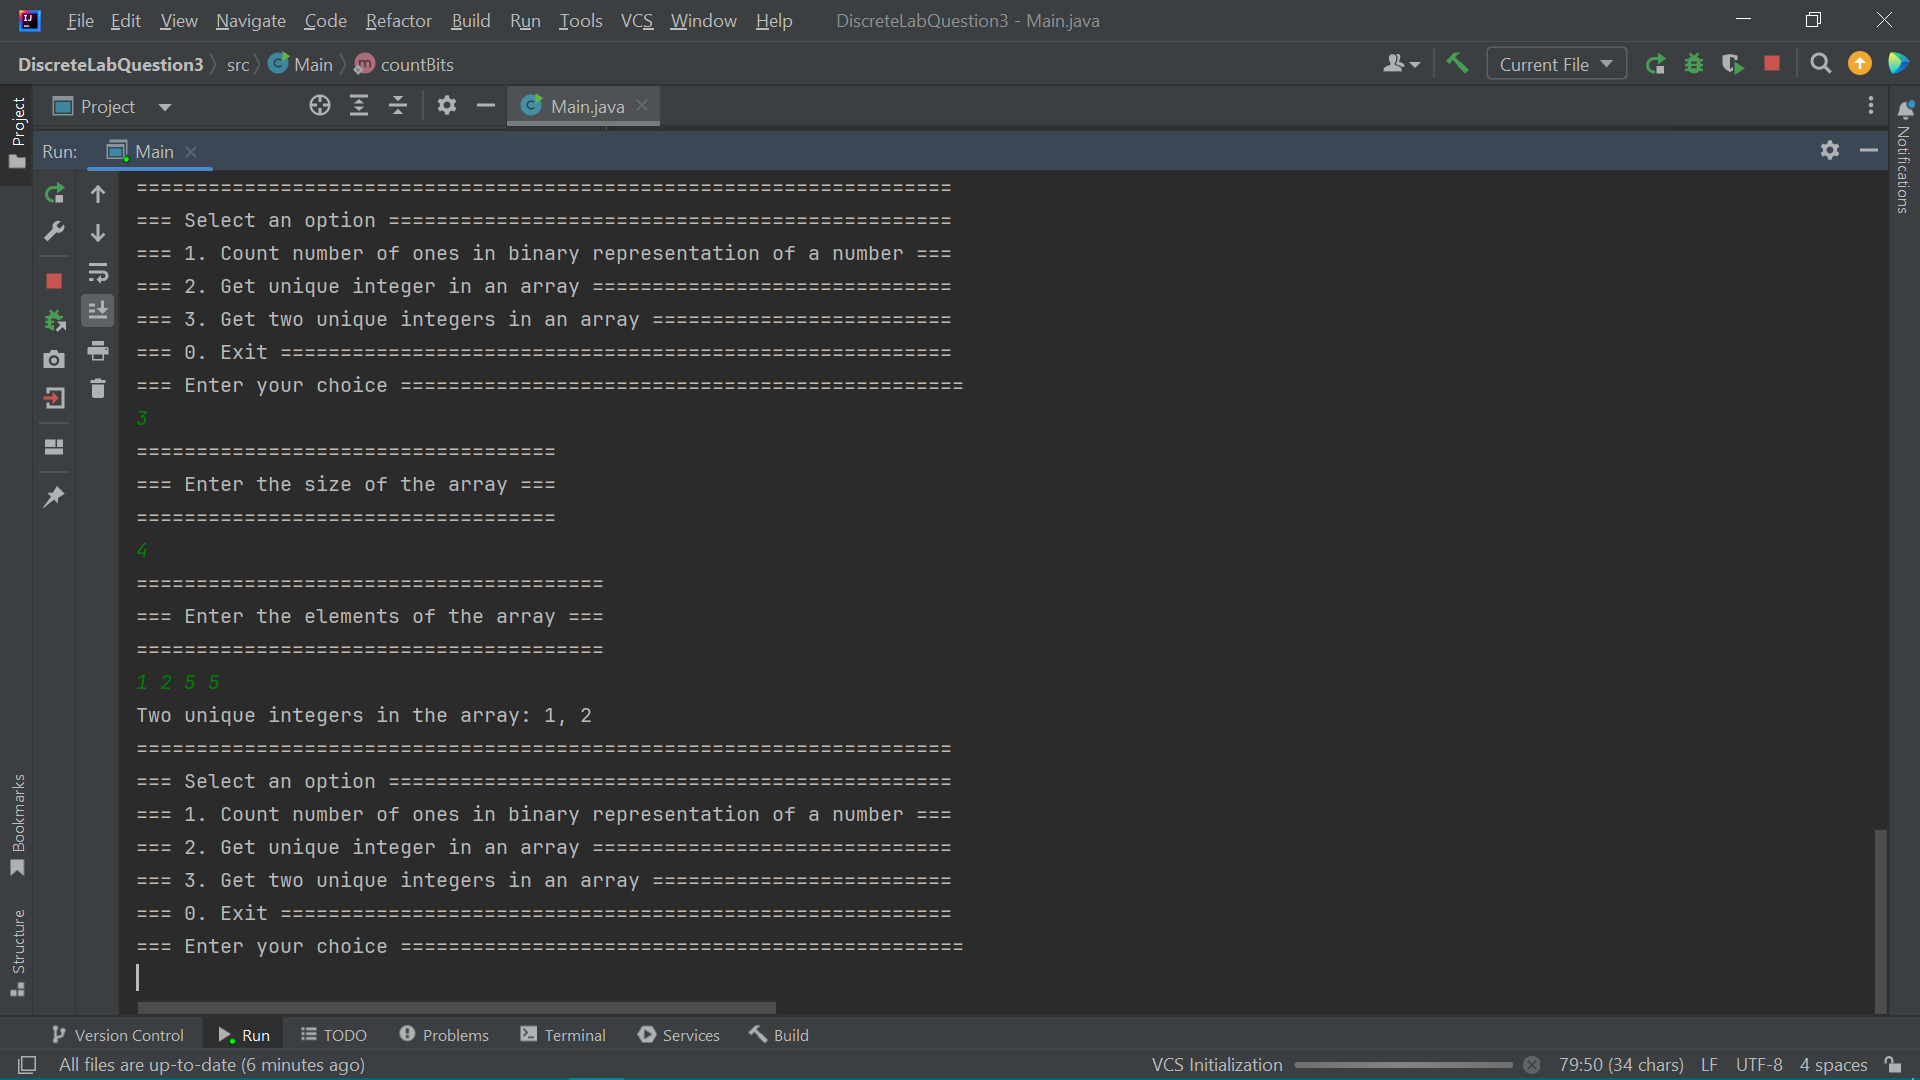 File Edit View Navigate Code Refactor Build Run Tools VCS Window Help DiscreteLabQuestion3 - Main.java
DiscreteLabQuestion3 src Main countBits Current File
Project Main.java
Run: Main
====================================================================
=== Select an option ===============================================
=== 1. Count number of ones in binary representation of a number ===
=== 2. Get unique integer in an array ==============================
=== 3. Get two unique integers in an array =========================
=== 0. Exit ========================================================
=== Enter your choice ===============================================
3
===================================
=== Enter the size of the array ===
===================================
4
=======================================
=== Enter the elements of the array ===
=======================================
1 2 5 5
Two unique integers in the array: 1, 2
====================================================================
=== Select an option ===============================================
=== 1. Count number of ones in binary representation of a number ===
=== 2. Get unique integer in an array ==============================
=== 3. Get two unique integers in an array =========================
=== 0. Exit ========================================================
=== Enter your choice ===============================================
Project
Bookmarks
Structure
Notifications
Version Control Run TODO Problems Terminal Services Build
All files are up-to-date (6 minutes ago) VCS Initialization 79:50 (34 chars) LF UTF-8 4 spaces